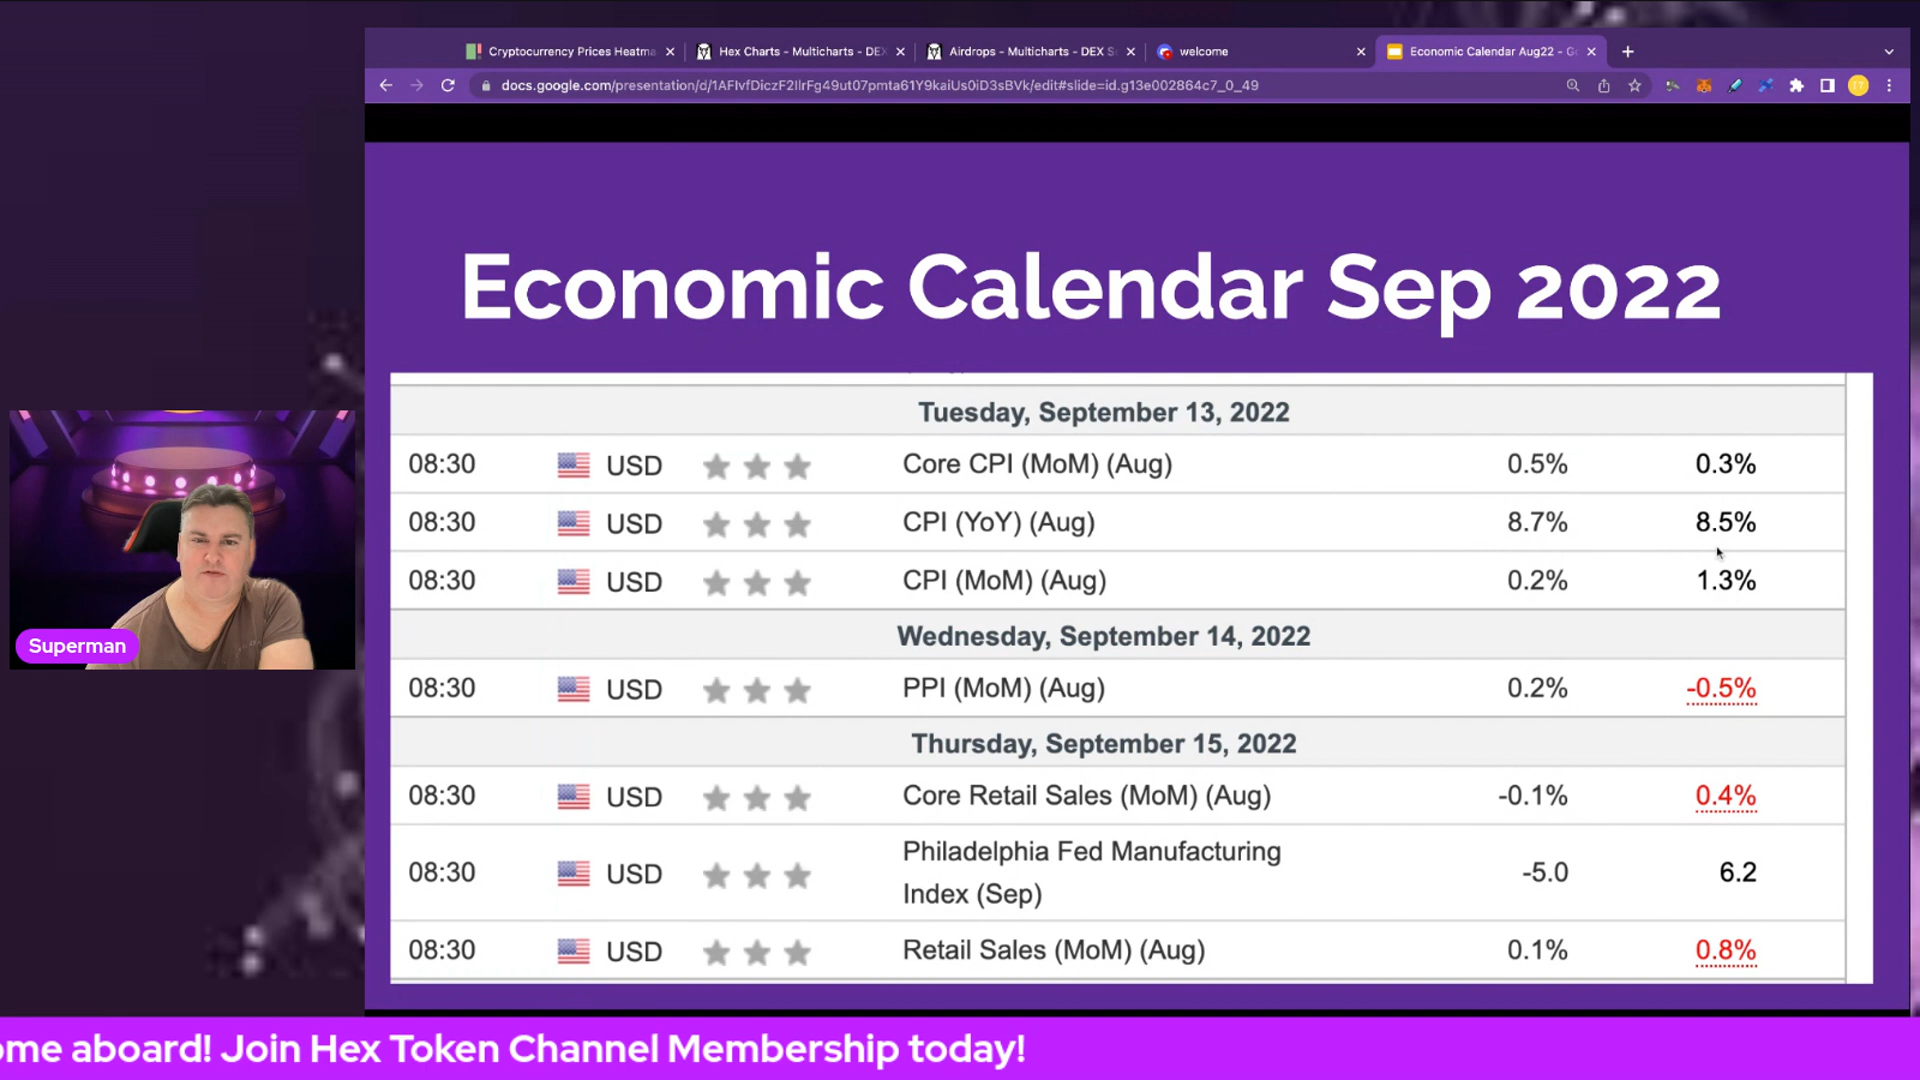 Cryptocurrency Prices Heatma
Hex Charts - Multicharts - DEX
Airdrops - Multicharts - DEX S
welcome
Economic Calendar Aug22 - G
docs.google.com/presentation/d/1AFIvfDiczF2IIrFg49ut07pmta61Y9kaiUs0iD3sBVk/edit#slide=id.g13e002864c7_0_49
Economic Calendar Sep 2022
Tuesday, September 13, 2022
08:30 USD Core CPI (MoM) (Aug) 0.5% 0.3%
08:30 USD CPI (YoY) (Aug) 8.7% 8.5%
08:30 USD CPI (MoM) (Aug) 0.2% 1.3%
Wednesday, September 14, 2022
08:30 USD PPI (MoM) (Aug) 0.2% -0.5%
Thursday, September 15, 2022
08:30 USD Core Retail Sales (MoM) (Aug) -0.1% 0.4%
08:30 USD Philadelphia Fed Manufacturing -5.0 6.2
Index (Sep)
08:30 USD Retail Sales (MoM) (Aug) 0.1% 0.8%
Superman
ome aboard! Join Hex Token Channel Membership today!